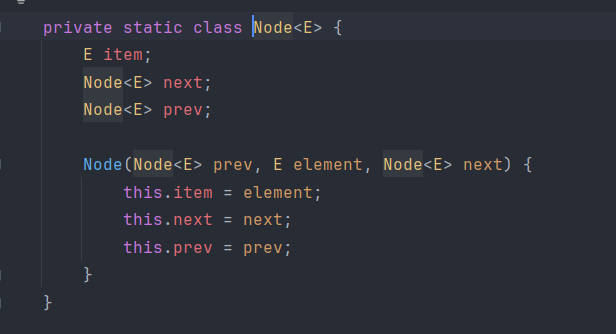 private static class Node<E> {
E item;
Node<E> next;
Node<E> prev;
Node(Node<E> prev, E element, Node<E> next) {
this.item = element;
this.next = next;
this.prev = prev;
}
}